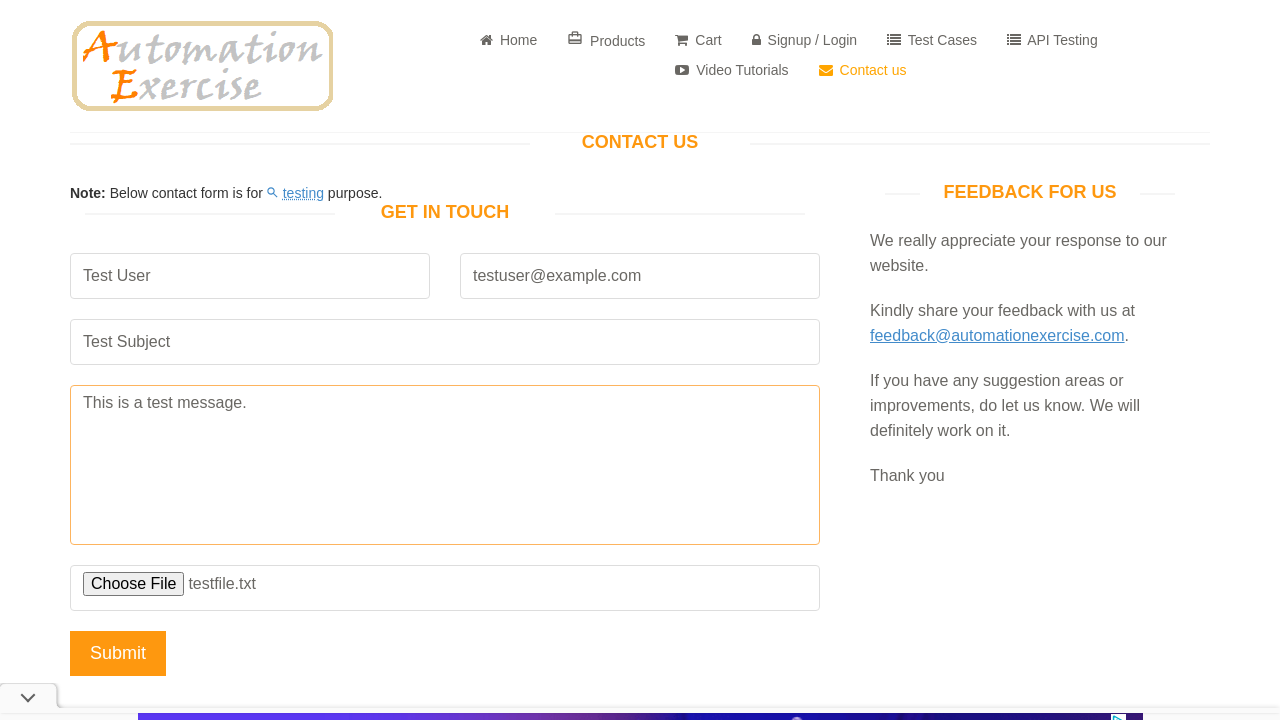 Automation
Exercise
Home
Products
Cart
Signup / Login
Test Cases
API Testing
Video Tutorials
Contact us
CONTACT US
Note: Below contact form is for testing purpose.
GET IN TOUCH
Test User
testuser@example.com
Test Subject
This is a test message.
Choose File testfile.txt
Submit
FEEDBACK FOR US
We really appreciate your response to our
website.
Kindly share your feedback with us at
feedback@automationexercise.com.
If you have any suggestion areas or
improvements, do let us know. We will
definitely work on it.
Thank you